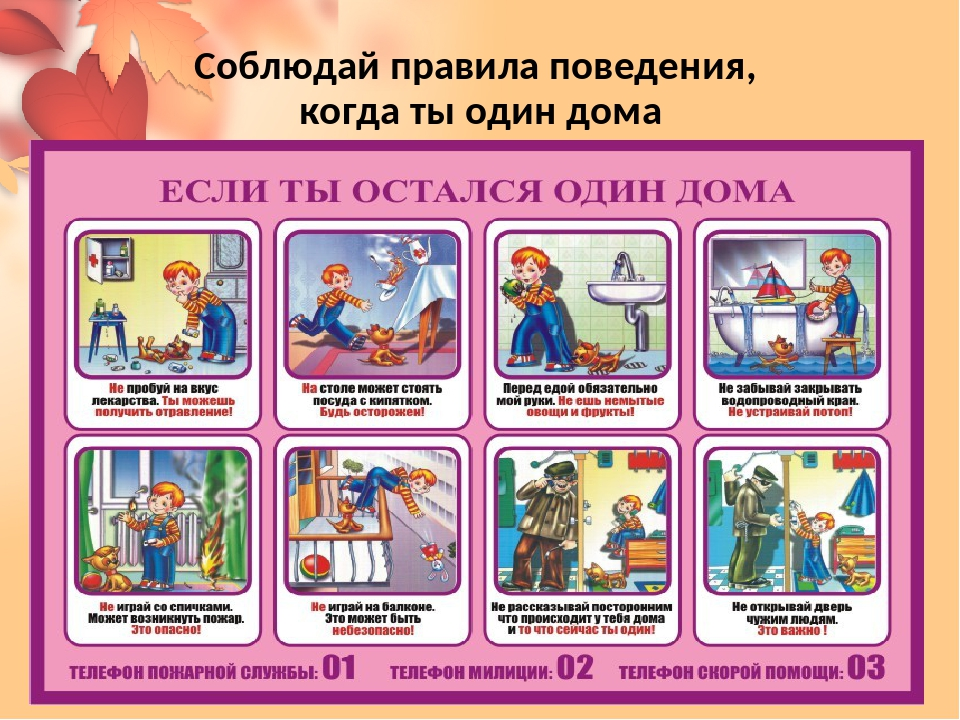 Соблюдай правила поведения,
когда ты один дома
ЕСЛИ ТЫ ОСТАЛСЯ ОДИН ДОМА
Не пробуй на вкус
лекарства. Ты можешь
получить отравление!
На столе может стоять
посуда с кипятком.
Будь осторожен!
Перед едой обязательно
мой руки. Не ешь немытые
овощи и фрукты!
Не забывай закрывать
водопроводный кран.
Не устраивай потоп!
Не играй со спичками.
Может возникнуть пожар.
Это опасно!
Не играй на балконе.
Это может быть
небезопасно!
Не рассказывай посторонним
что происходит у тебя дома
и то что сейчас ты один!
Не открывай дверь
чужим людям.
Это важно !
ТЕЛЕФОН ПОЖАРНОЙ СЛУЖБЫ: 01 ТЕЛЕФОН МИЛИЦИИ: 02 ТЕЛЕФОН СКОРОЙ ПОМОЩИ: 03